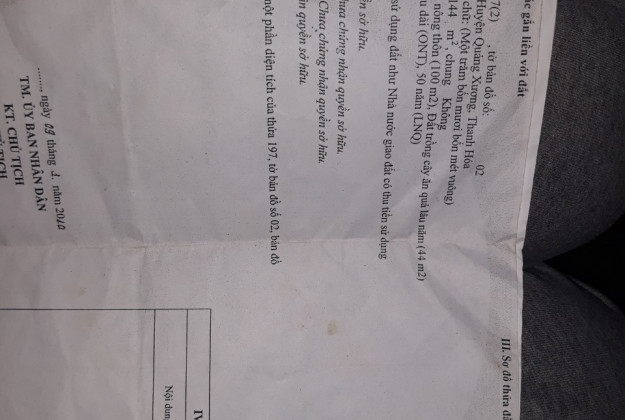 ác gắn liền với đất
7(2) , tờ bản đồ số: 02
Huyện Quảng Xương, Thanh Hóa
chữ: (Một trăm bốn mươi bốn mét vuông)
144 m², chung Không
nông thôn (100 m2), Đất trồng cây ăn quả lâu năm (44 m2)
u dài (ONT), 50 năm (LNQ)
sử dụng đất như Nhà nước giao đất có thu tiền sử dụng
ền sở hữu.
hưa chứng nhận quyền sở hữu.
Chưa chứng nhận quyền sở hữu.
ận quyền sở hữu.
một phần diện tích của thửa 197, tờ bản đồ số 02, bản đồ
......, ngày 09 tháng 3 năm 2010
TM. ỦY BAN NHÂN DÂN
KT. CHỦ TỊCH
III. Sơ đồ thửa đ
IV
Nội dun